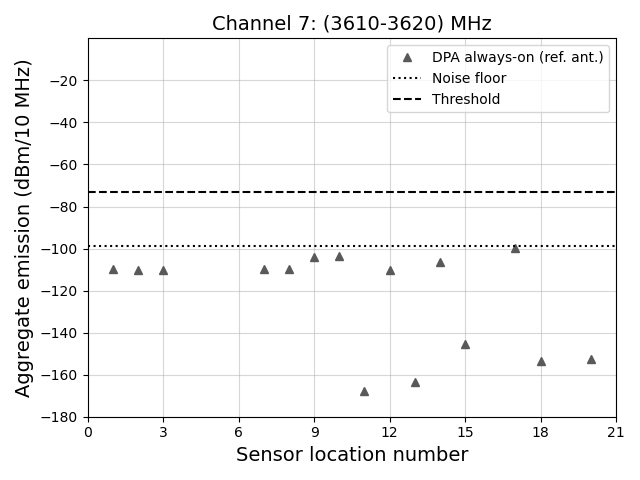 Channel 7: (3610-3620) MHz
DPA always-on (ref. ant.)
Noise floor
Threshold
Aggregate emission (dBm/10 MHz)
−20
−40
−60
−80
−100
−120
−140
−160
−180
0 3 6 9 12 15 18 21
Sensor location number